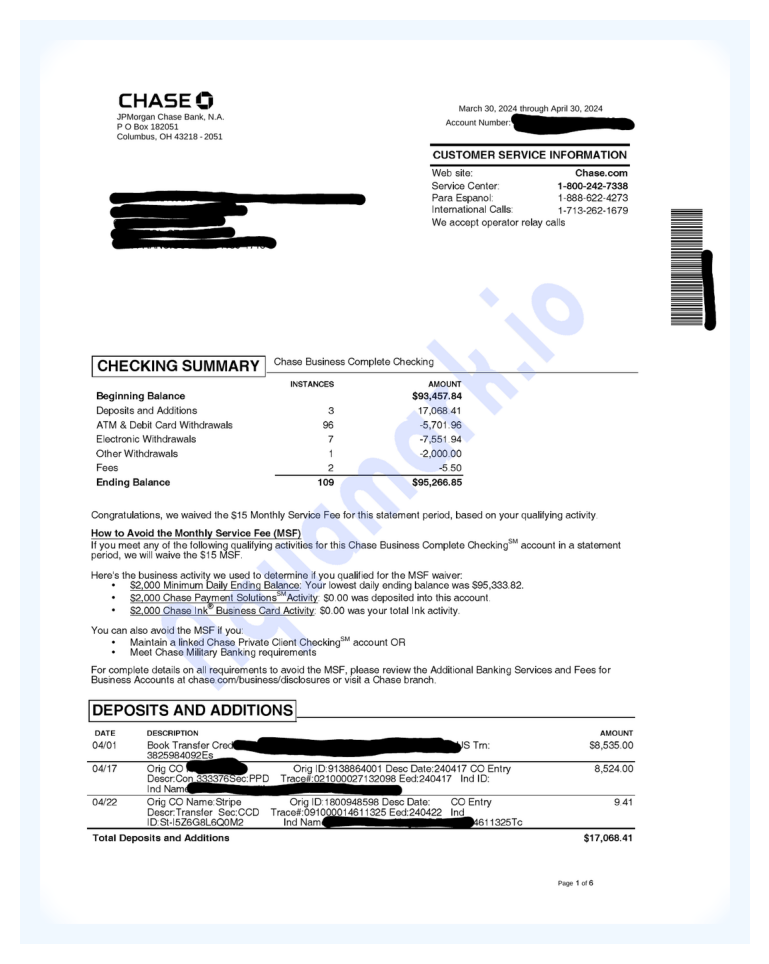 CHASE
JPMorgan Chase Bank, N.A.
P O Box 182051
Columbus, OH 43218 - 2051
March 30, 2024 through April 30, 2024
Account Number:
CUSTOMER SERVICE INFORMATION
Web site: Chase.com
Service Center: 1-800-242-7338
Para Espanol: 1-888-622-4273
International Calls: 1-713-262-1679
We accept operator relay calls
CHECKING SUMMARY Chase Business Complete Checking
INSTANCES AMOUNT
Beginning Balance $93,457.84
Deposits and Additions 3 17,068.41
ATM & Debit Card Withdrawals 96 -5,701.96
Electronic Withdrawals 7 -7,551.94
Other Withdrawals 1 -2,000.00
Fees 2 -5.50
Ending Balance 109 $95,266.85
Congratulations, we waived the $15 Monthly Service Fee for this statement period, based on your qualifying activity.
How to Avoid the Monthly Service Fee (MSF)
If you meet any of the following qualifying activities for this Chase Business Complete Checking℠ account in a statement
period, we will waive the $15 MSF.
Here's the business activity we used to determine if you qualified for the MSF waiver:
• $2,000 Minimum Daily Ending Balance: Your lowest daily ending balance was $95,333.82.
• $2,000 Chase Payment Solutions℠ Activity: $0.00 was deposited into this account.
• $2,000 Chase Ink® Business Card Activity: $0.00 was your total Ink activity.
You can also avoid the MSF if you:
• Maintain a linked Chase Private Client Checking℠ account OR
• Meet Chase Military Banking requirements
For complete details on all requirements to avoid the MSF, please review the Additional Banking Services and Fees for
Business Accounts at chase.com/business/disclosures or visit a Chase branch.
DEPOSITS AND ADDITIONS
DATE DESCRIPTION AMOUNT
04/01 Book Transfer Cred US Trn: $8,535.00
3825984092Es
04/17 Orig CO Orig ID:9138864001 Desc Date:240417 CO Entry 8,524.00
Descr:Con 333376Sec:PPD Trace#:021000027132098 Eed:240417 Ind ID:
Ind Name
04/22 Orig CO Name:Stripe Orig ID:1800948598 Desc Date: CO Entry 9.41
Descr:Transfer Sec:CCD Trace#:091000014611325 Eed:240422 Ind
ID:St-I5Z6G8L6Q0M2 Ind Nam 4611325Tc
Total Deposits and Additions $17,068.41
Page 1 of 6
Aquamark.io